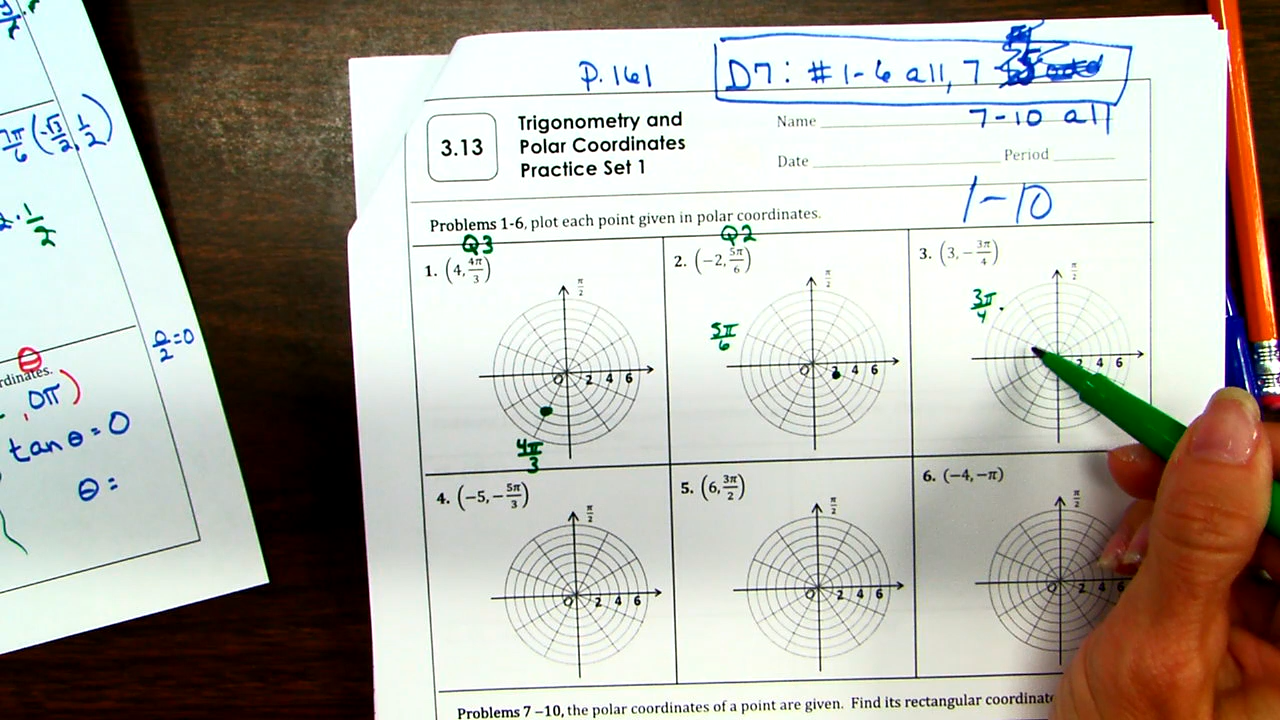 7π/6 (-√3/2, 1/2)
2 · 1/2
0/2 = 0
θ
rdinates.
, 0π)
tan θ = 0
θ =
P. 161
D7: # 1-6 all, 7
7-10 all
1-10
3.13
Trigonometry and
Polar Coordinates
Practice Set 1
Name
Date Period
Problems 1-6, plot each point given in polar coordinates.
Q3
1. (4, 4π/3)
π/2
O 2 4 6
4π/3
Q2
2. (−2, 5π/6)
π/2
5π/6
O 2 4 6
3. (3, −3π/4)
π/2
3π/4
2 4 6
4. (−5, −5π/3)
π/2
O 2 4 6
5. (6, 3π/2)
π/2
O 2 4 6
6. (−4, −π)
π/2
O 2 4 6
Problems 7 –10, the polar coordinates of a point are given. Find its rectangular coordinate